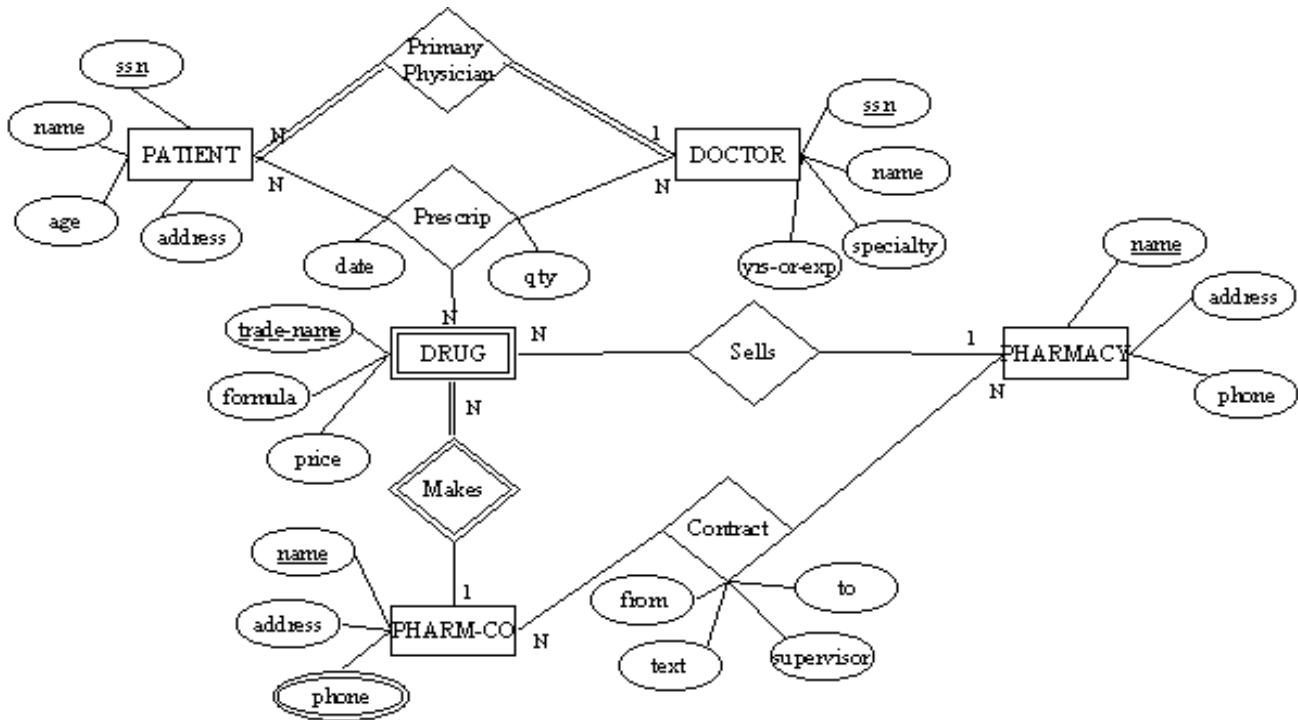 Primary
Physician
ssn
name
PATIENT
age
address
N
N
1
N
DOCTOR
ssn
name
specialty
yrs-or-exp
Prescrip
date
qty
N
trade-name
DRUG
formula
price
N
Sells
1
PHARMACY
N
name
address
phone
N
Makes
1
name
address
PHARM-CO
phone
N
Contract
from
to
text
supervisor